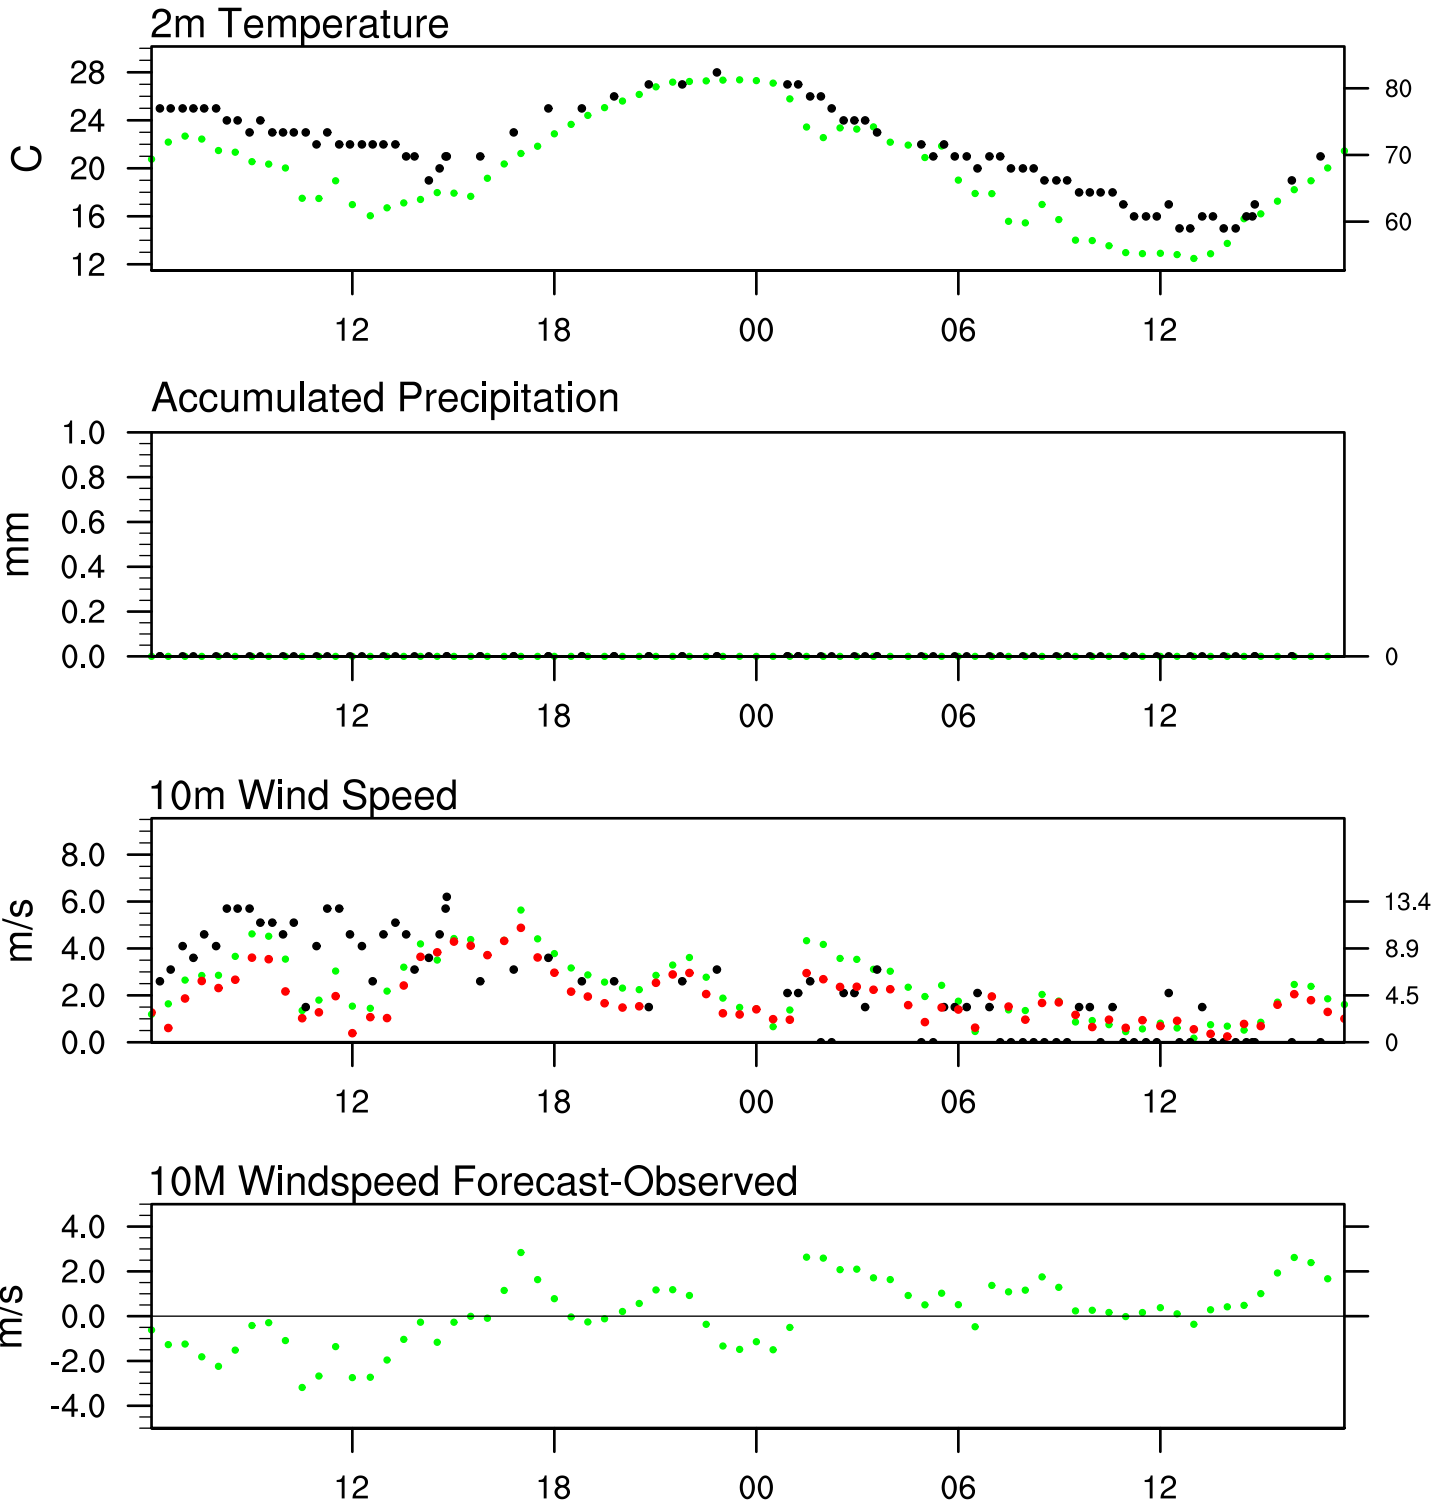 2m Temperature
28
24
20
16
12
C
80
70
60
12 18 00 06 12
Accumulated Precipitation
1.0
0.8
0.6
0.4
0.2
0.0
mm
0
12 18 00 06 12
10m Wind Speed
8.0
6.0
4.0
2.0
0.0
m/s
13.4
8.9
4.5
0
12 18 00 06 12
10M Windspeed Forecast-Observed
4.0
2.0
0.0
-2.0
-4.0
m/s
12 18 00 06 12